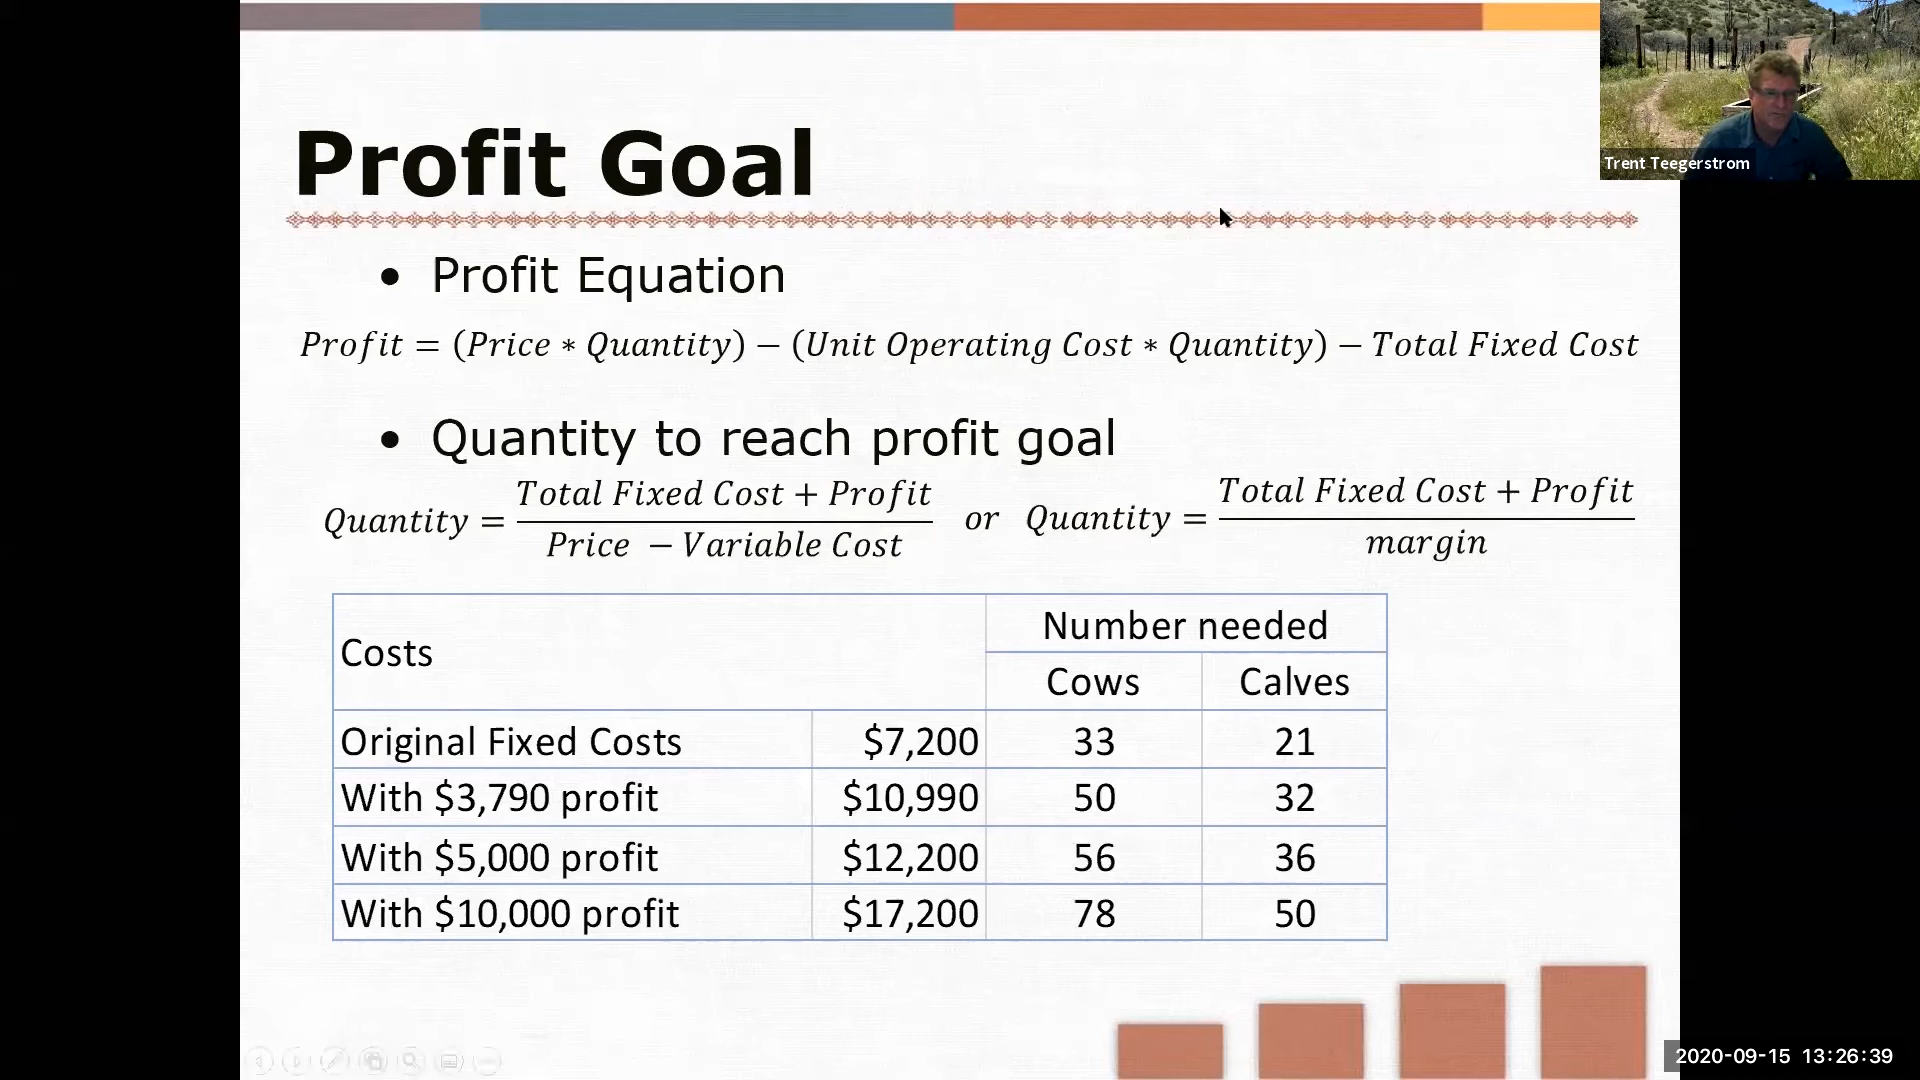 Profit Goal
• Profit Equation
Profit = (Price * Quantity) − (Unit Operating Cost * Quantity) − Total Fixed Cost
• Quantity to reach profit goal
Quantity = Total Fixed Cost + Profit / Price − Variable Cost or Quantity = Total Fixed Cost + Profit / margin
Costs Number needed
Cows Calves
Original Fixed Costs $7,200 33 21
With $3,790 profit $10,990 50 32
With $5,000 profit $12,200 56 36
With $10,000 profit $17,200 78 50
Trent Teegerstrom
2020-09-15 13:26:39